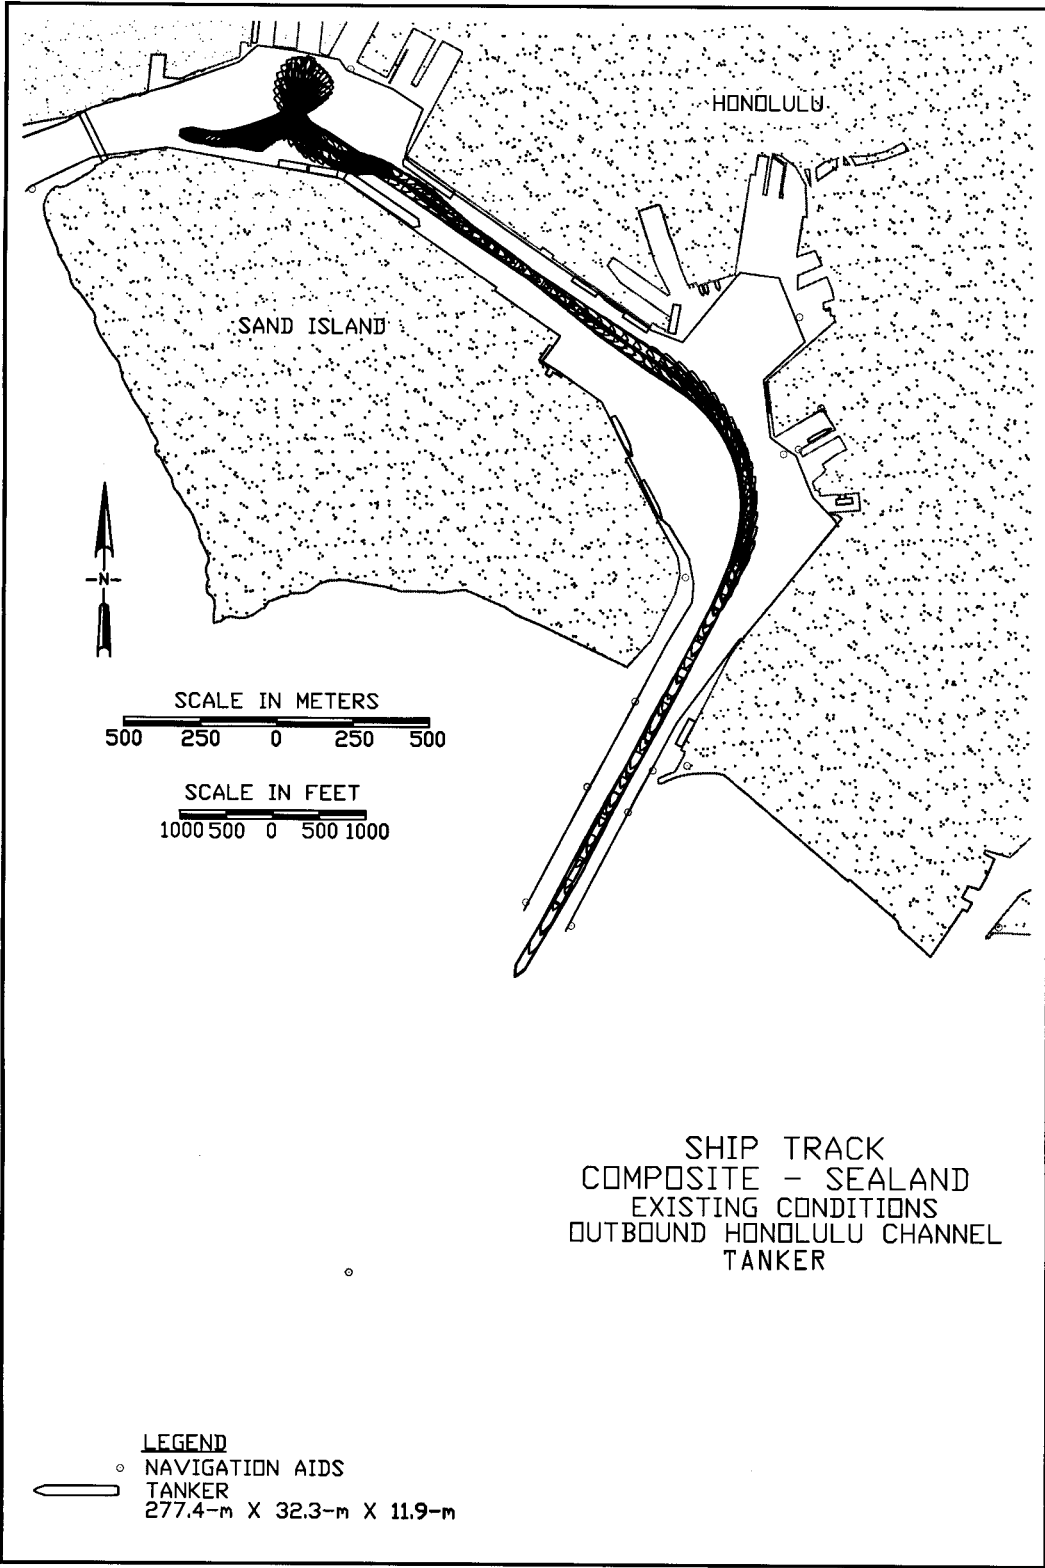 HONOLULU
SAND ISLAND
-N-
SCALE IN METERS
500 250 0 250 500
SCALE IN FEET
1000 500 0 500 1000
SHIP TRACK
COMPOSITE - SEALAND
EXISTING CONDITIONS
OUTBOUND HONOLULU CHANNEL
TANKER
LEGEND
NAVIGATION AIDS
TANKER
277.4-m X 32.3-m X 11.9-m